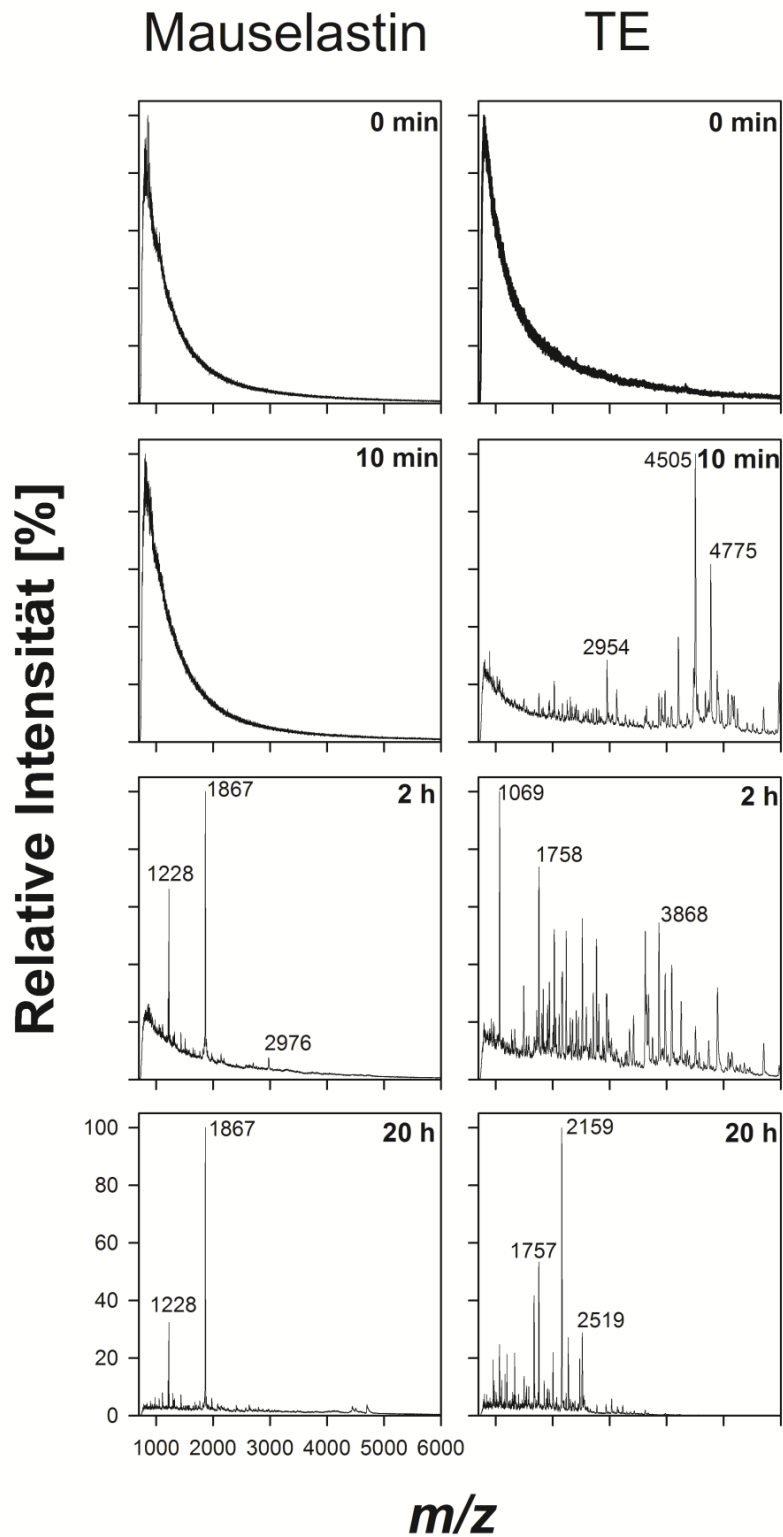 Mauselastin TE
0 min 0 min
10 min 4505 10 min
4775
2954
1867 2 h 1069 2 h
1228 1758
3868
2976
100 1867 20 h 2159 20 h
80
60 1757
40 1228 2519
20
0
1000 2000 3000 4000 5000 6000
m/z
Relative Intensität [%]